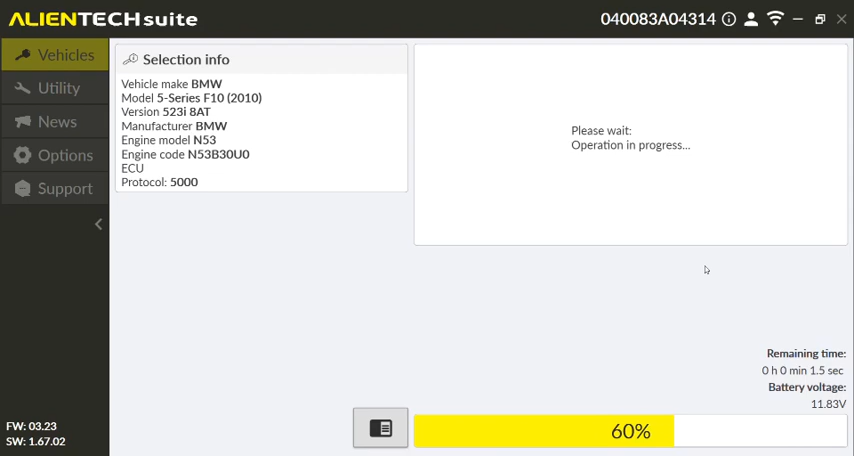 ALIENTECH suite
040083A04314
Vehicles
Utility
News
Options
Support
FW: 03.23
SW: 1.67.02
Selection info
Vehicle make BMW
Model 5-Series F10 (2010)
Version 523i 8AT
Manufacturer BMW
Engine model N53
Engine code N53B30U0
ECU
Protocol: 5000
Please wait:
Operation in progress...
Remaining time:
0 h 0 min 1.5 sec
Battery voltage:
11.83V
60%